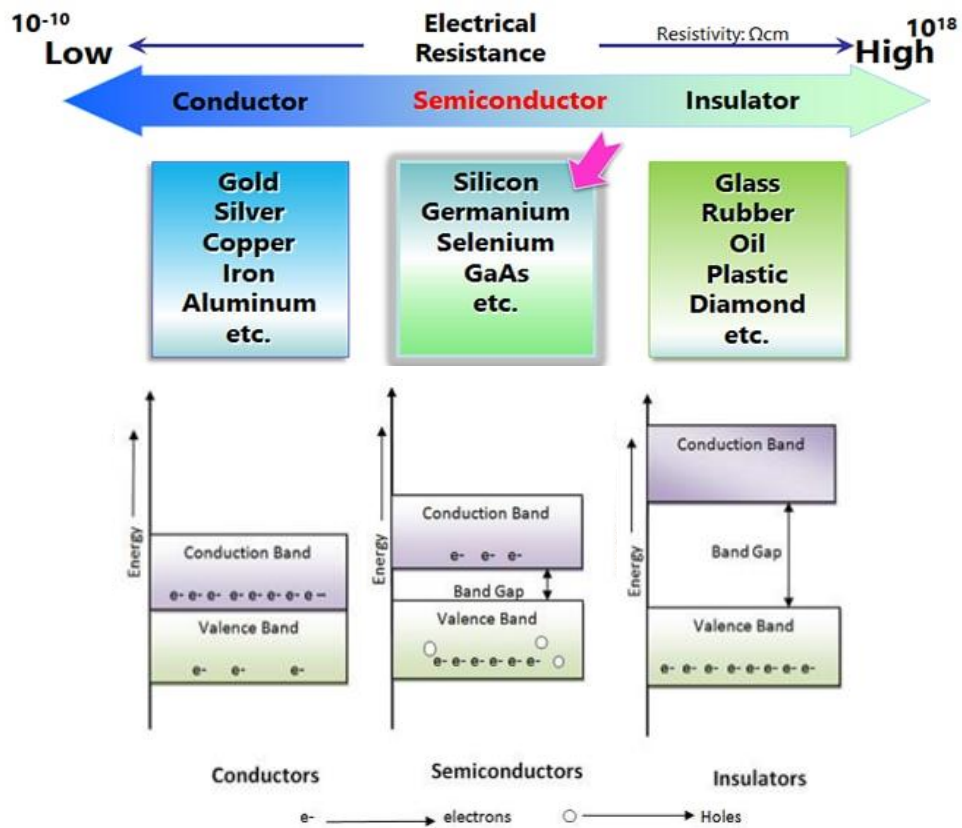 10⁻¹⁰
Low
Electrical
Resistance
Resistivity: Ωcm
10¹⁸
High
Conductor
Semiconductor
Insulator
Gold
Silver
Copper
Iron
Aluminum
etc.
Silicon
Germanium
Selenium
GaAs
etc.
Glass
Rubber
Oil
Plastic
Diamond
etc.
Energy
Conduction Band
e- e- e- e- e- e- e- e -
Valence Band
e- e- e-
Conductors
Energy
Conduction Band
e- e- e-
Band Gap
Valence Band
e- e- e- e- e- e-
Semiconductors
Energy
Conduction Band
Band Gap
Valence Band
e- e- e- e- e- e- e- e-
Insulators
e- electrons
Holes